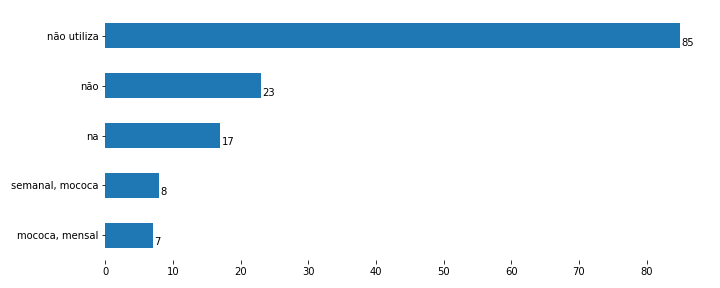 não utiliza
85
não
23
na
17
semanal, mococa
8
mococa, mensal
7
0 10 20 30 40 50 60 70 80